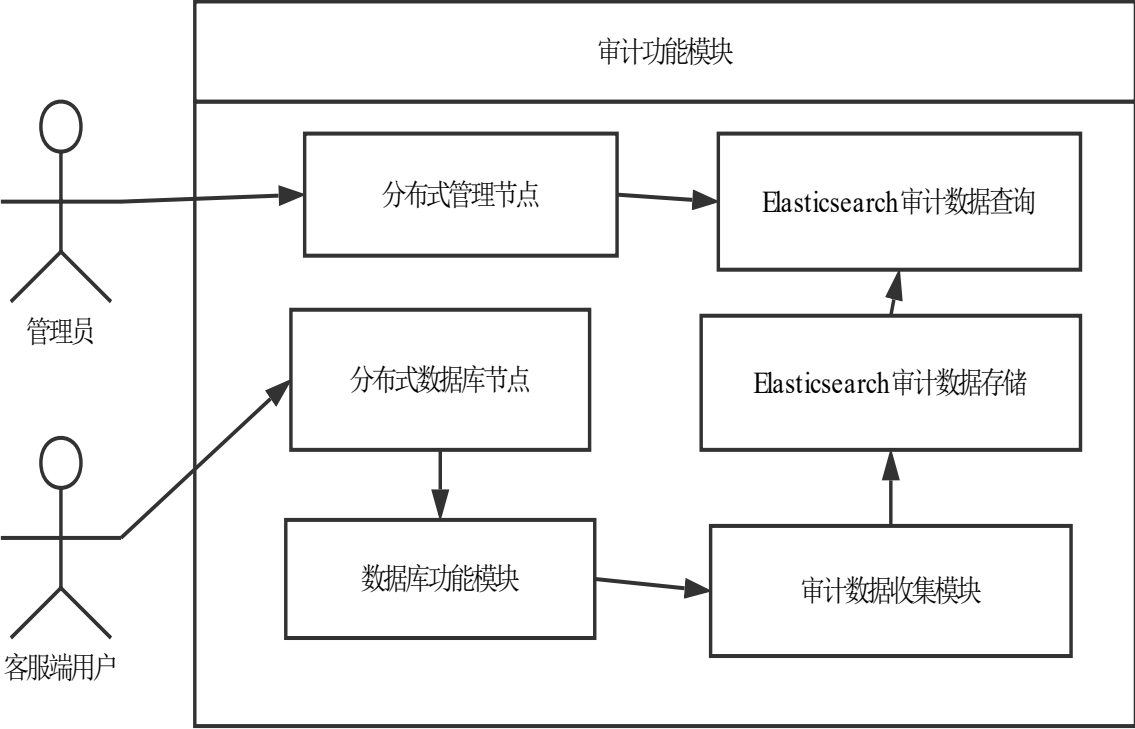 审计功能模块
分布式管理节点
Elasticsearch审计数据查询
管理员
分布式数据库节点
Elasticsearch审计数据存储
数据库功能模块
审计数据收集模块
客服端用户